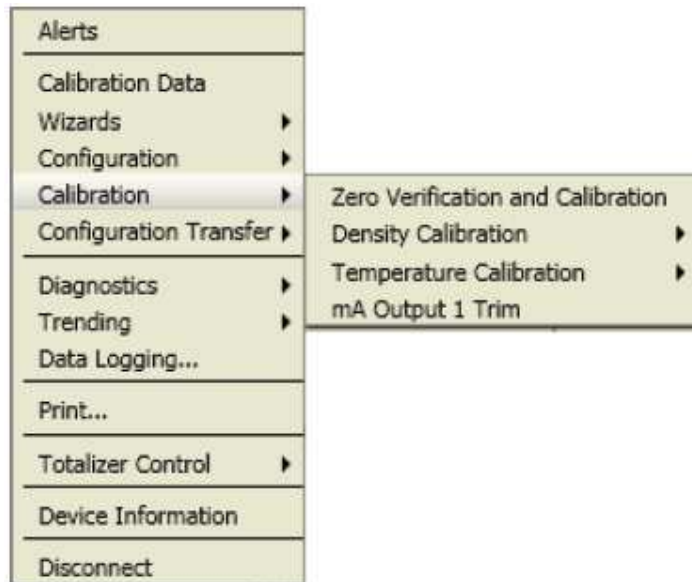 Alerts
Calibration Data
Wizards
Configuration
Calibration
Configuration Transfer
Diagnostics
Trending
Data Logging...
Print...
Totalizer Control
Device Information
Disconnect
Zero Verification and Calibration
Density Calibration
Temperature Calibration
mA Output 1 Trim